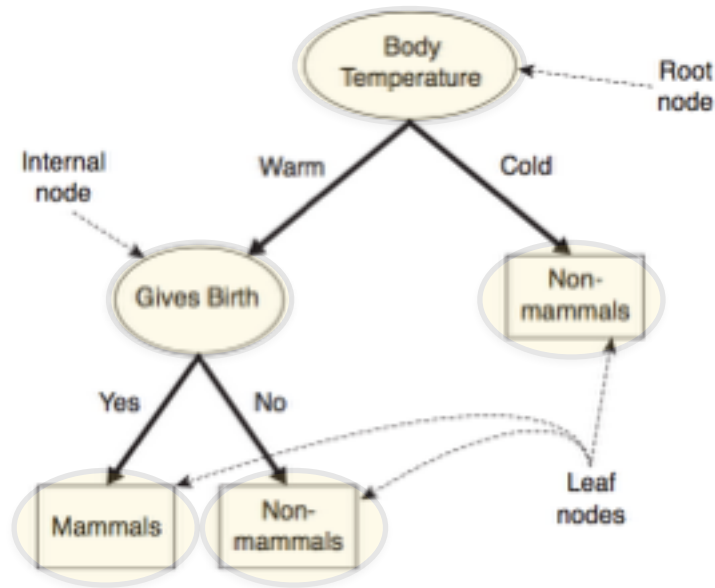 Body
Temperature
Root
node
Internal
node
Warm
Cold
Gives Birth
Non-
mammals
Yes
No
Mammals
Non-
mammals
Leaf
nodes